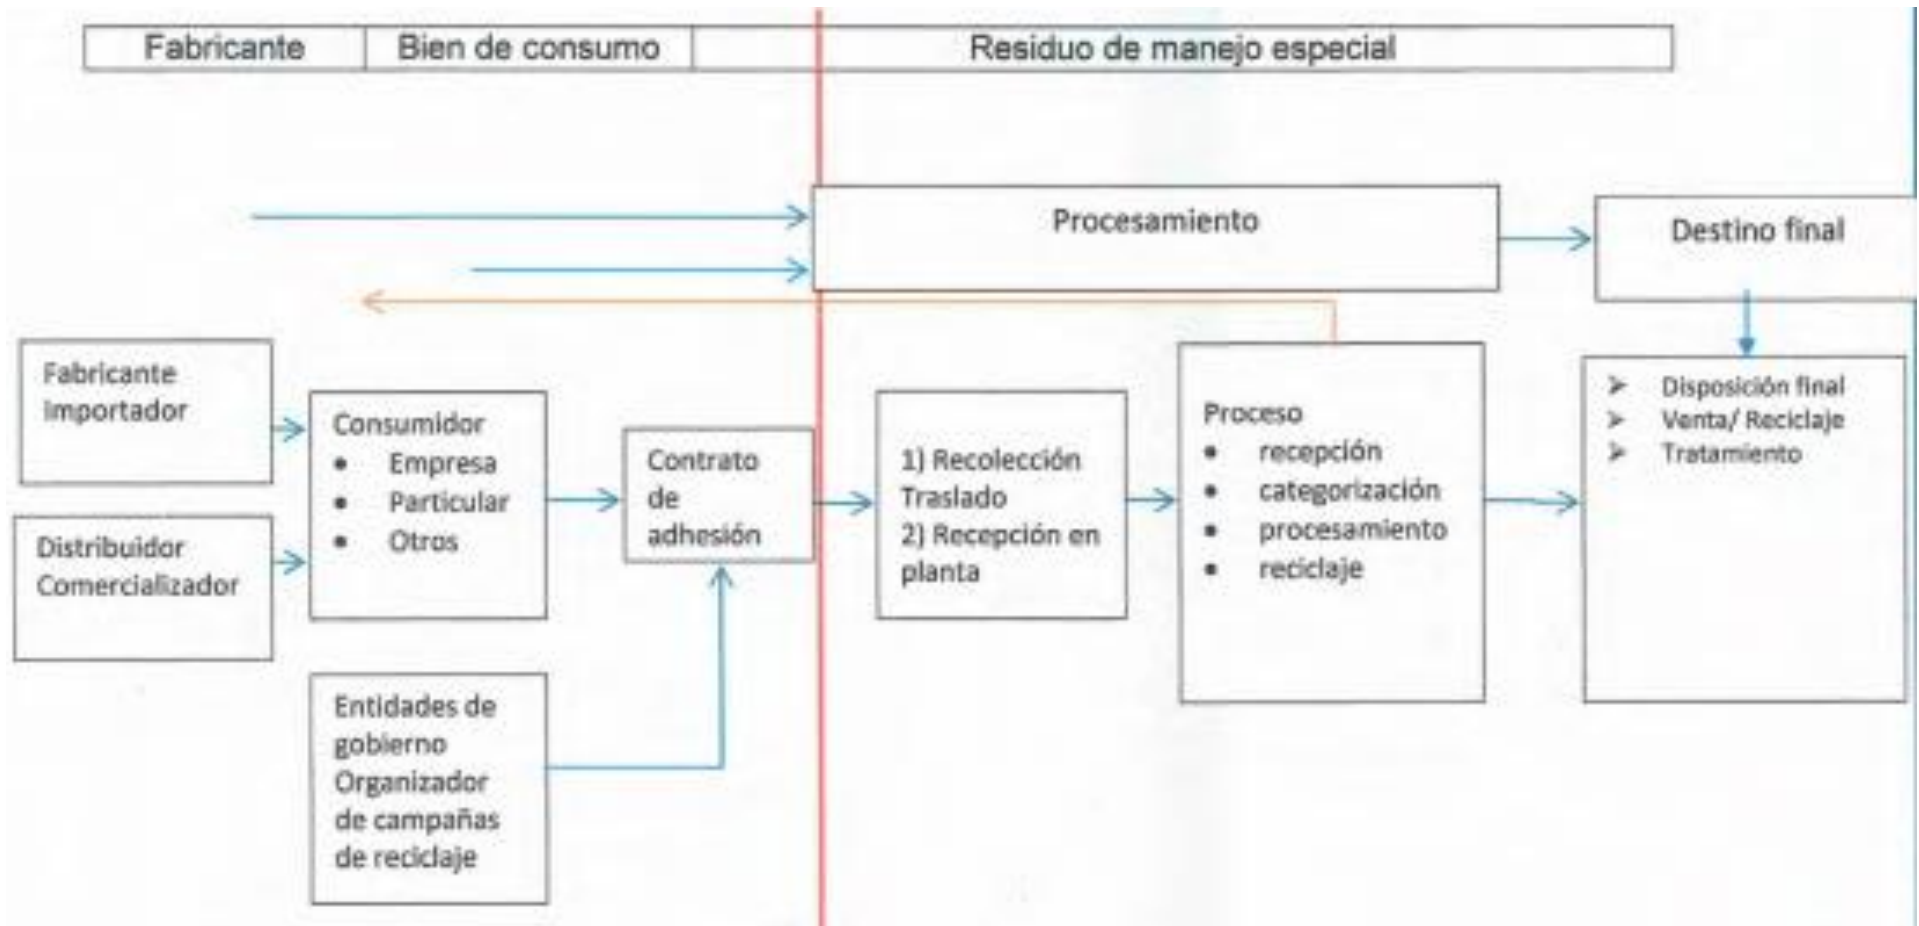 Fabricante
Bien de consumo
Residuo de manejo especial
Procesamiento
Destino final
Fabricante
Importador
Distribuidor
Comercializador
Consumidor
• Empresa
• Particular
• Otros
Entidades de
gobierno
Organizador
de campañas
de reciclaje
Contrato
de
adhesión
1) Recolección
Traslado
2) Recepción en
planta
Proceso
• recepción
• categorización
• procesamiento
• reciclaje
➢ Disposición final
➢ Venta/ Reciclaje
➢ Tratamiento